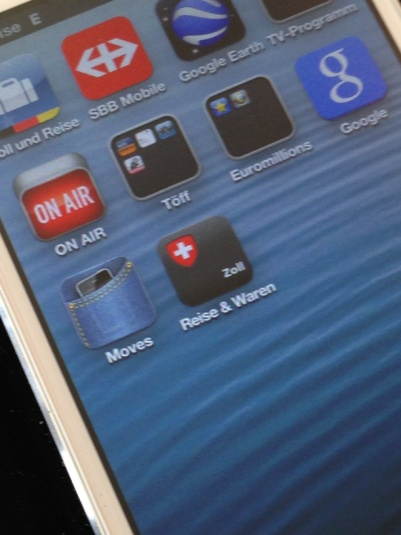 se E
SBB Mobile
Google Earth
TV-Programm
oll und Reise
ON AIR
ON AIR
Töff
Euromillions
g
Google
Moves
Zoll
Reise & Waren